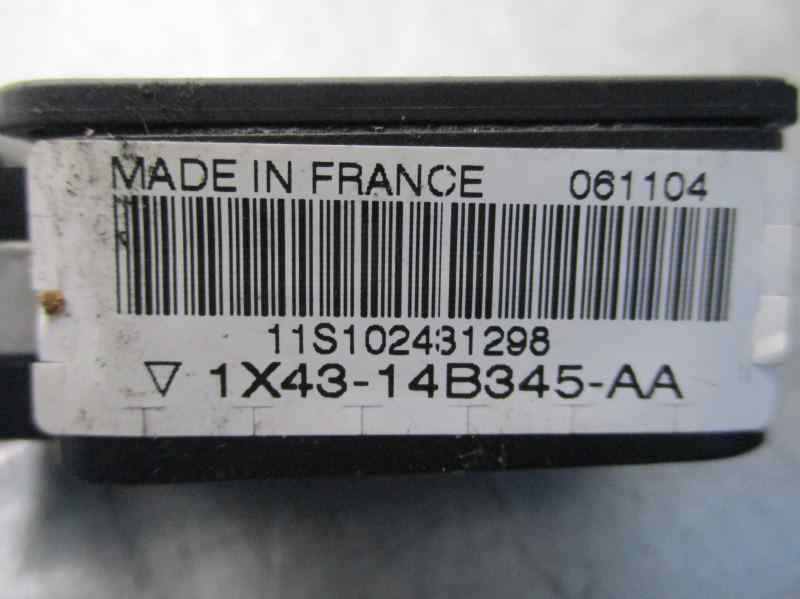 MADE IN FRANCE 061104
11S102431298
▽ 1X43-14B345-AA